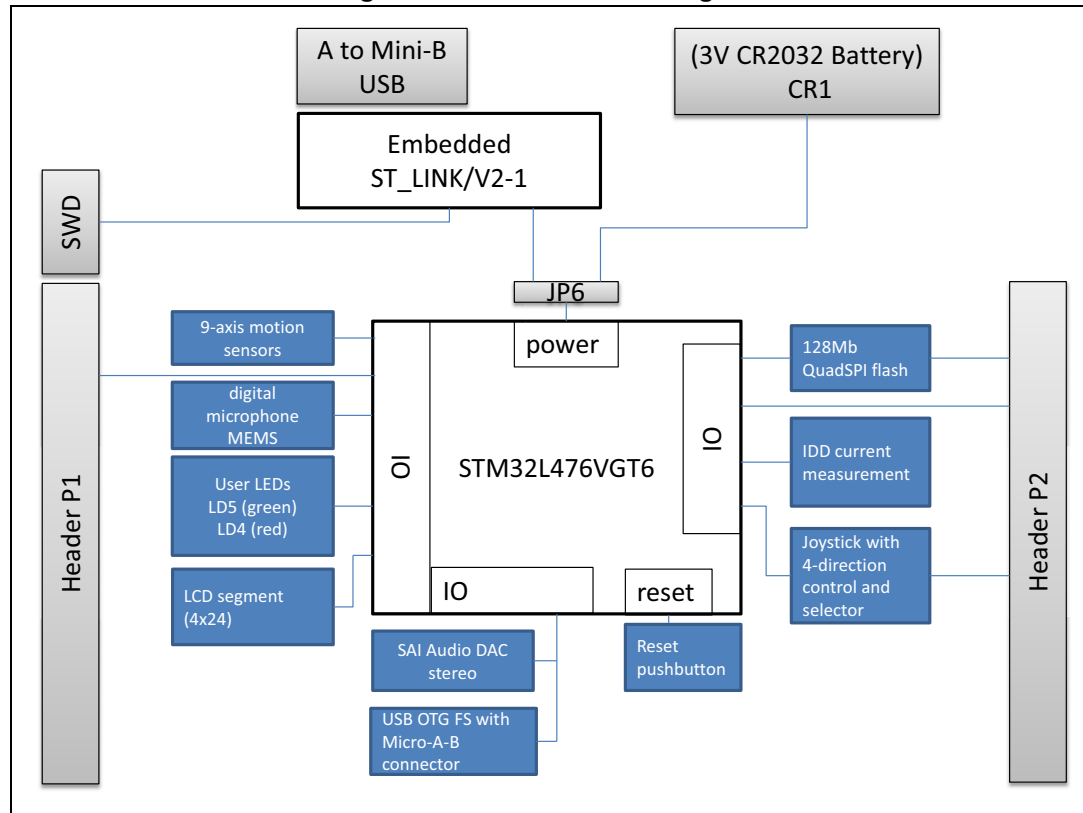 A to Mini-B
USB
(3V CR2032 Battery)
CR1
Embedded
ST_LINK/V2-1
SWD
JP6
Header P1
9-axis motion
sensors
digital
microphone
MEMS
User LEDs
LD5 (green)
LD4 (red)
LCD segment
(4x24)
IO
power
STM32L476VGT6
IO
IO
reset
128Mb
QuadSPI flash
IDD current
measurement
Joystick with
4-direction
control and
selector
Header P2
SAI Audio DAC
stereo
Reset
pushbutton
USB OTG FS with
Micro-A-B
connector